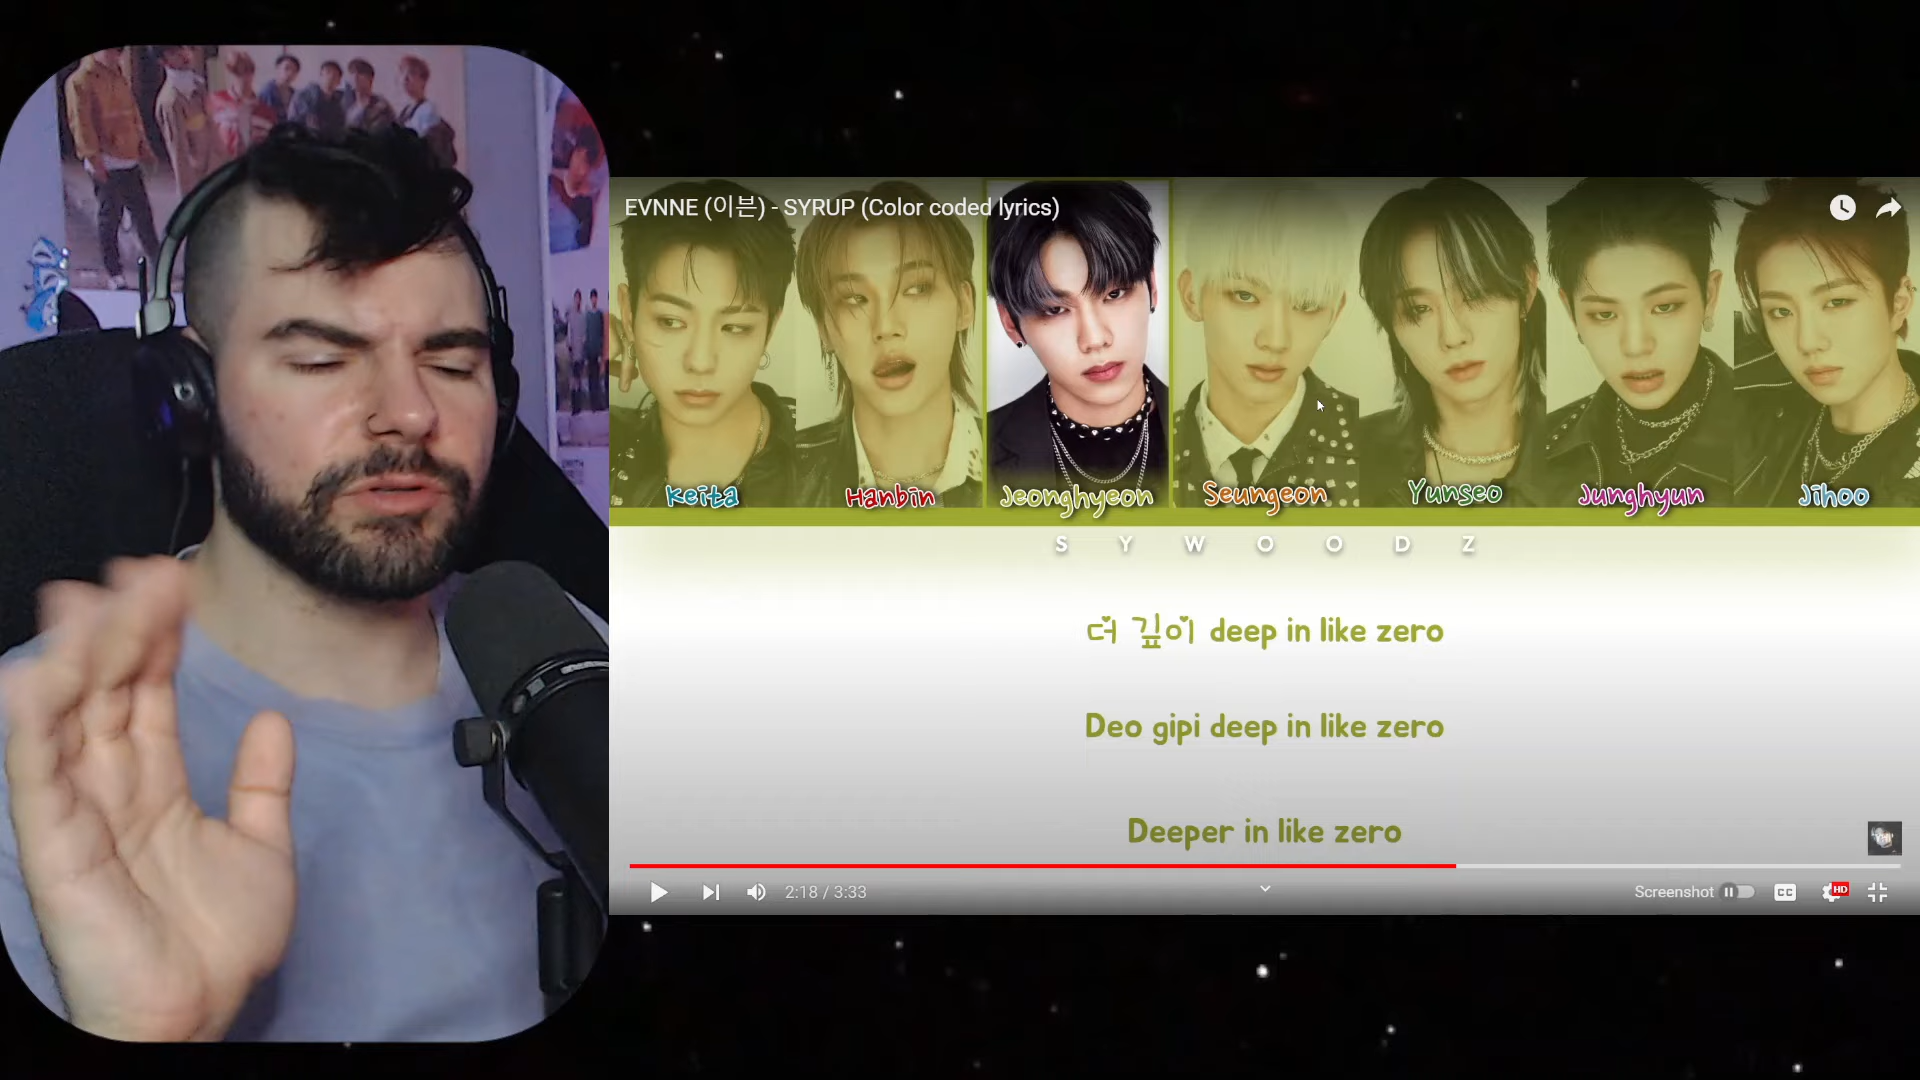 EVNNE (이븐) - SYRUP (Color coded lyrics)
Keita Hanbin Jeonghyeon Seungeon Yunseo Junghyun Jihoo
S Y W O O D Z
더 깊이 deep in like zero
Deo gipi deep in like zero
Deeper in like zero
2:18 / 3:33
Screenshot
CC
HD